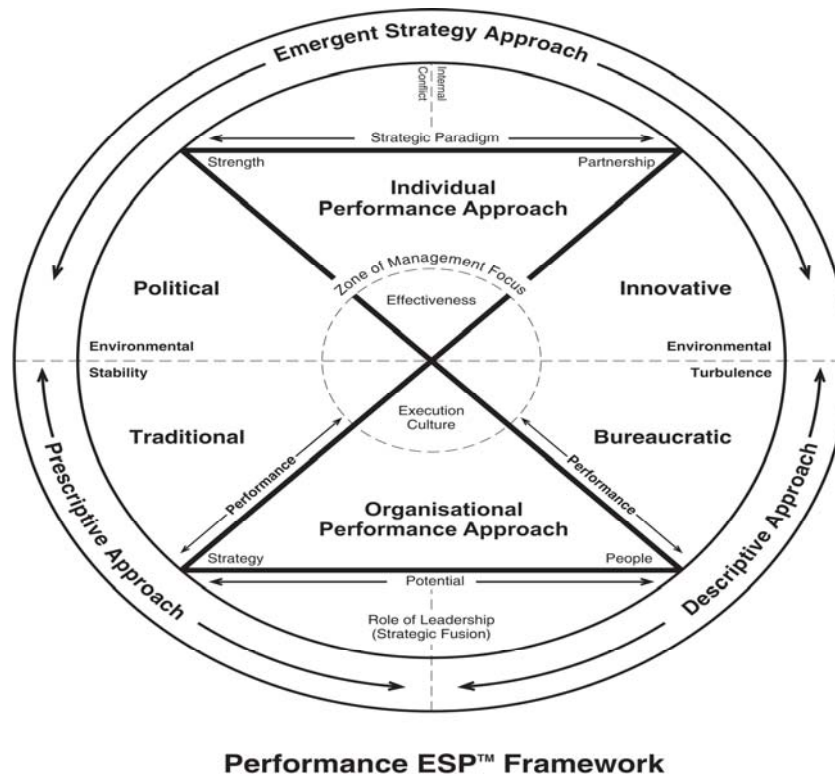 Emergent Strategy Approach
Internal
Conflict
Strategic Paradigm
Strength
Partnership
Individual
Performance Approach
Zone of Management Focus
Effectiveness
Political
Innovative
Environmental
Environmental
Stability
Turbulence
Execution
Culture
Traditional
Bureaucratic
Performance
Performance
Organisational
Performance Approach
Strategy
People
Potential
Prescriptive Approach
Descriptive Approach
Role of Leadership
(Strategic Fusion)
Performance ESP™ Framework